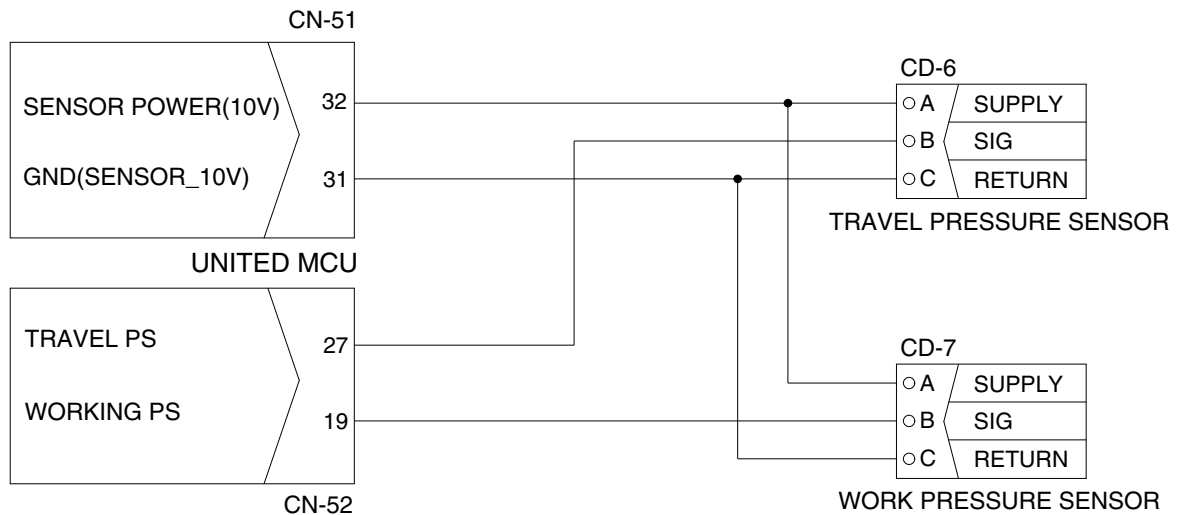 CN-51
SENSOR POWER(10V)
32
GND(SENSOR_10V)
31
UNITED MCU
TRAVEL PS
27
WORKING PS
19
CN-52
CD-6
A SUPPLY
B SIG
C RETURN
TRAVEL PRESSURE SENSOR
CD-7
A SUPPLY
B SIG
C RETURN
WORK PRESSURE SENSOR